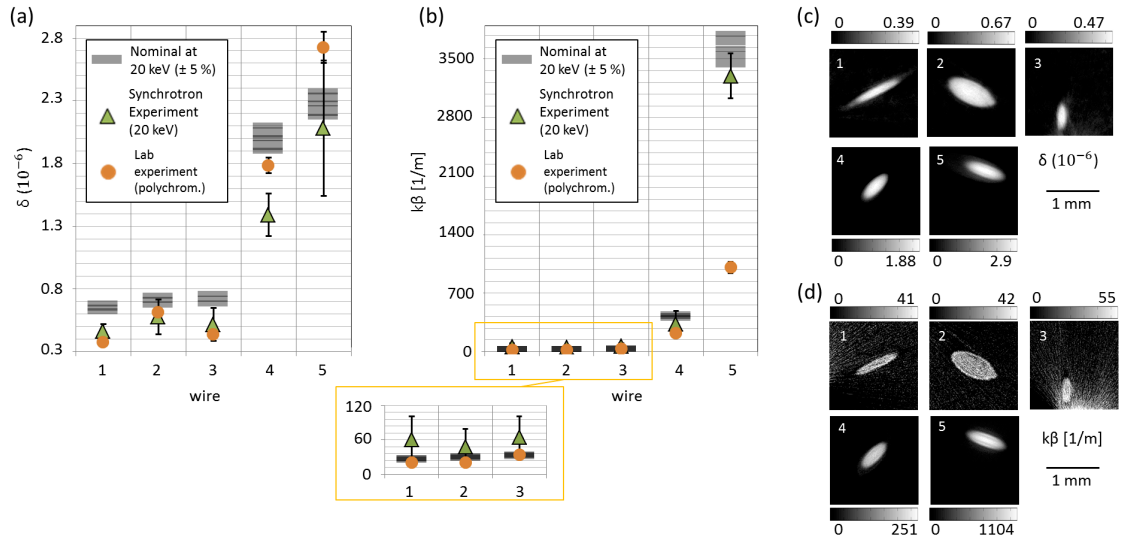 (a)
2.8
2.3
1.8
1.3
0.8
0.3
δ (10⁻⁶)
Nominal at
20 keV (± 5 %)
Synchrotron
Experiment
(20 keV)
Lab
experiment
(polychrom.)
1 2 3 4 5
wire
(b)
3500
2800
2100
1400
700
0
kβ [1/m]
Nominal at
20 keV (± 5 %)
Synchrotron
Experiment
(20 keV)
Lab
experiment
(polychrom.)
1 2 3 4 5
wire
120
60
0
1 2 3
(c)
0 0.39 0 0.67 0 0.47
1 2 3
4 5
δ (10⁻⁶)
1 mm
0 1.88 0 2.9
(d)
0 41 0 42 0 55
1 2 3
4 5
kβ [1/m]
1 mm
0 251 0 1104